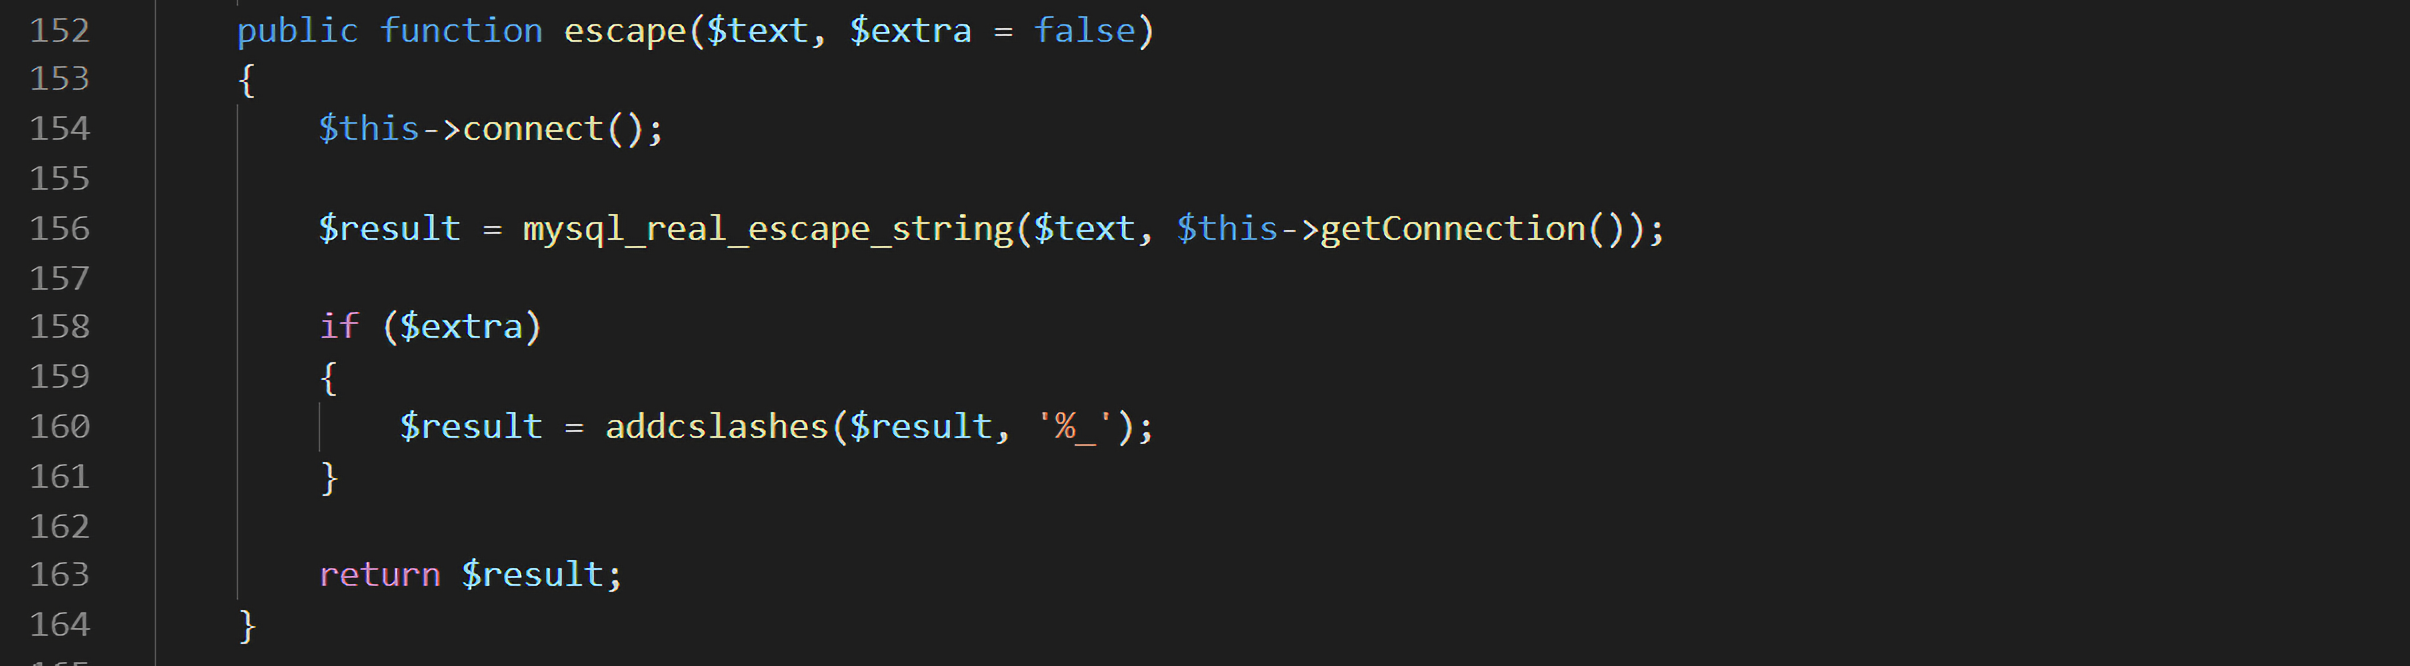 152 public function escape($text, $extra = false)
153 {
154 $this->connect();
155
156 $result = mysql_real_escape_string($text, $this->getConnection());
157
158 if ($extra)
159 {
160 $result = addcslashes($result, '%_');
161 }
162
163 return $result;
164 }